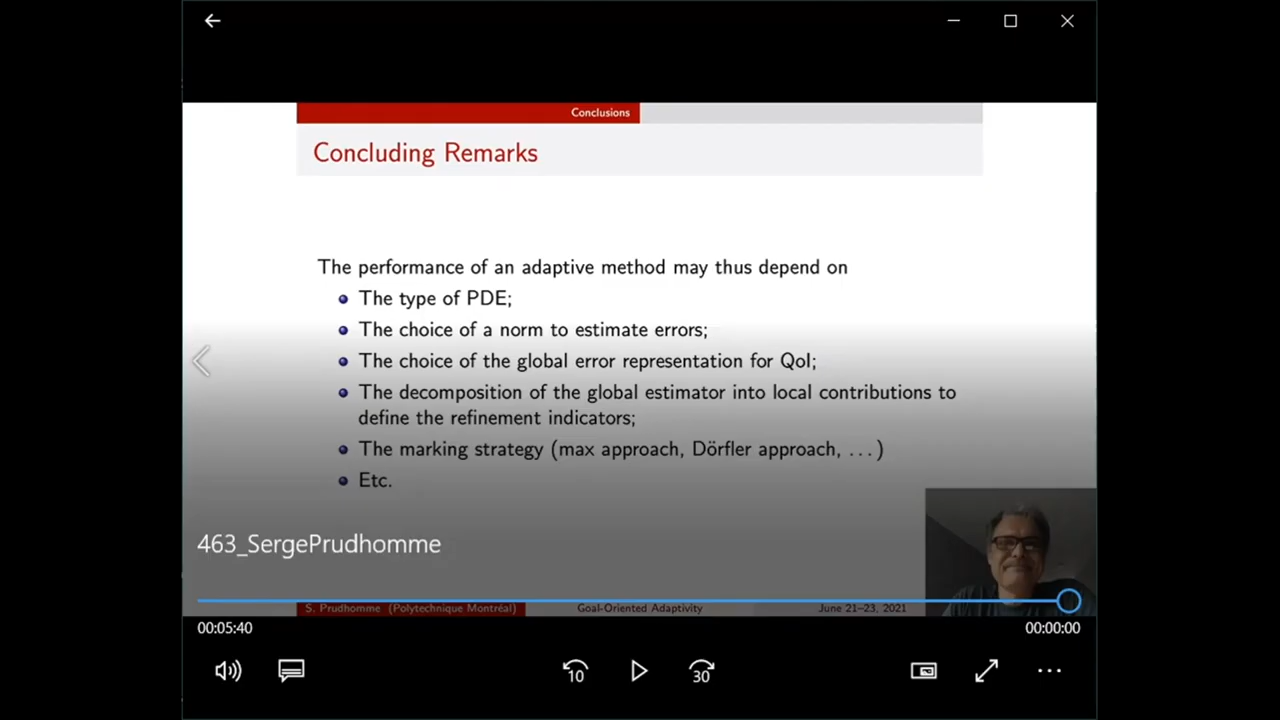 Conclusions
Concluding Remarks
The performance of an adaptive method may thus depend on
The type of PDE;
The choice of a norm to estimate errors;
The choice of the global error representation for QoI;
The decomposition of the global estimator into local contributions to
define the refinement indicators;
The marking strategy (max approach, Dörfler approach, ...)
Etc.
463_SergePrudhomme
S. Prudhomme (Polytechnique Montréal)
Goal-Oriented Adaptivity
June 21–23, 2021
00:05:40
00:00:00
10
30